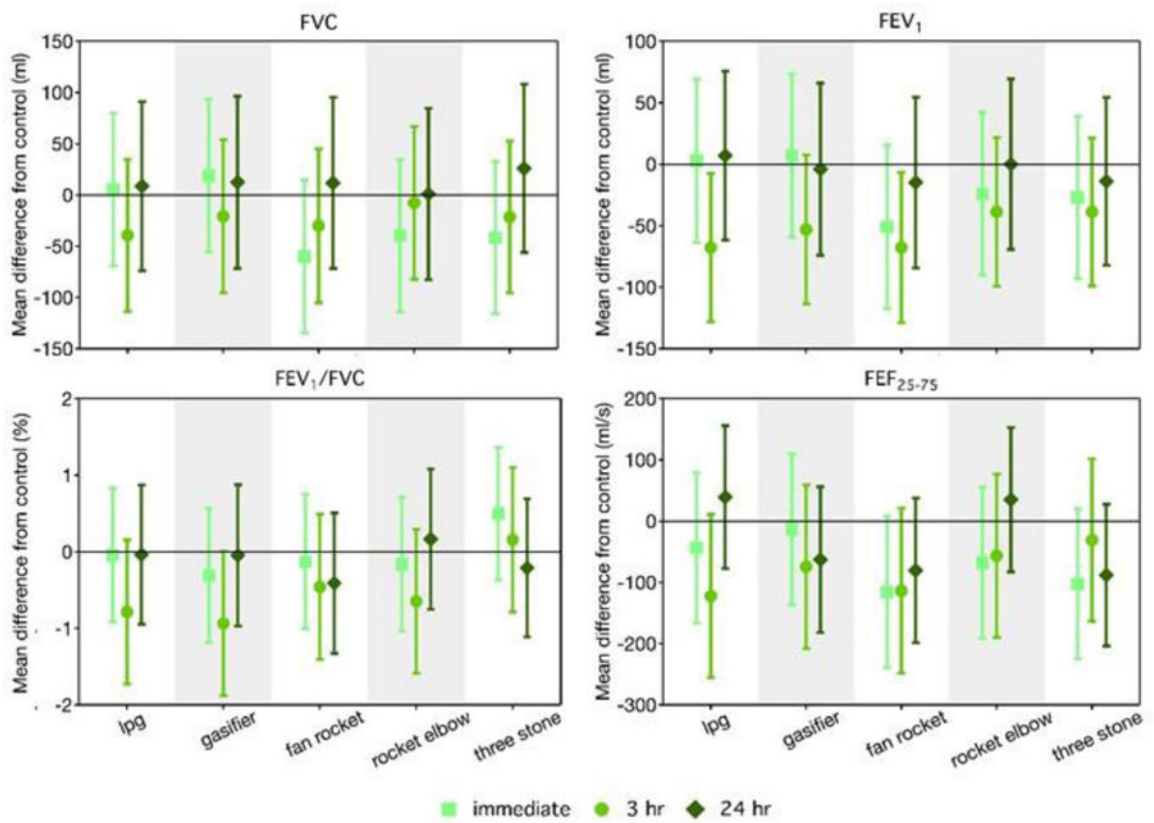 FVC
Mean difference from control (ml)
150
100
50
0
-50
-100
-150
FEV₁
Mean difference from control (ml)
100
50
0
-50
-100
-150
FEV₁/FVC
Mean difference from control (%)
2
1
0
-1
-2
lpg
gasifier
fan rocket
rocket elbow
three stone
FEF₂₅₋₇₅
Mean difference from control (ml/s)
200
100
0
-100
-200
-300
lpg
gasifier
fan rocket
rocket elbow
three stone
immediate 3 hr 24 hr